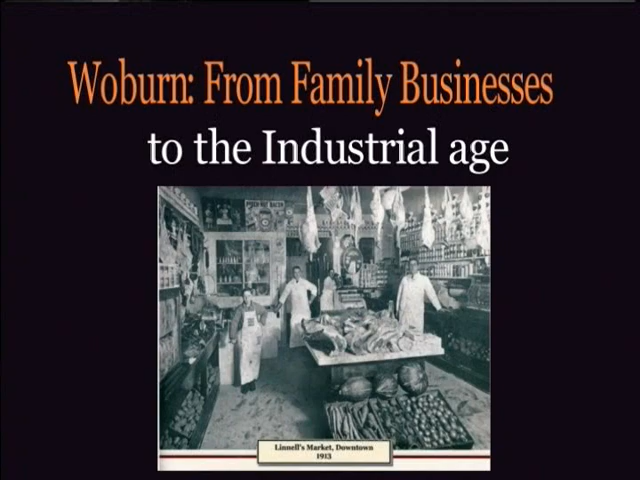 Woburn: From Family Businesses
to the Industrial age
Linnell's Market, Downtown
1913